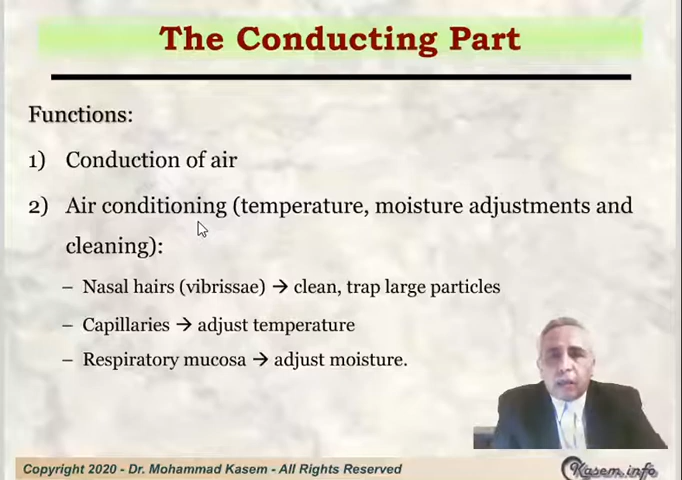 The Conducting Part
Functions:
1) Conduction of air
2) Air conditioning (temperature, moisture adjustments and
cleaning):
– Nasal hairs (vibrissae) → clean, trap large particles
– Capillaries → adjust temperature
– Respiratory mucosa → adjust moisture.
Copyright 2020 - Dr. Mohammad Kasem - All Rights Reserved
Kasem.info